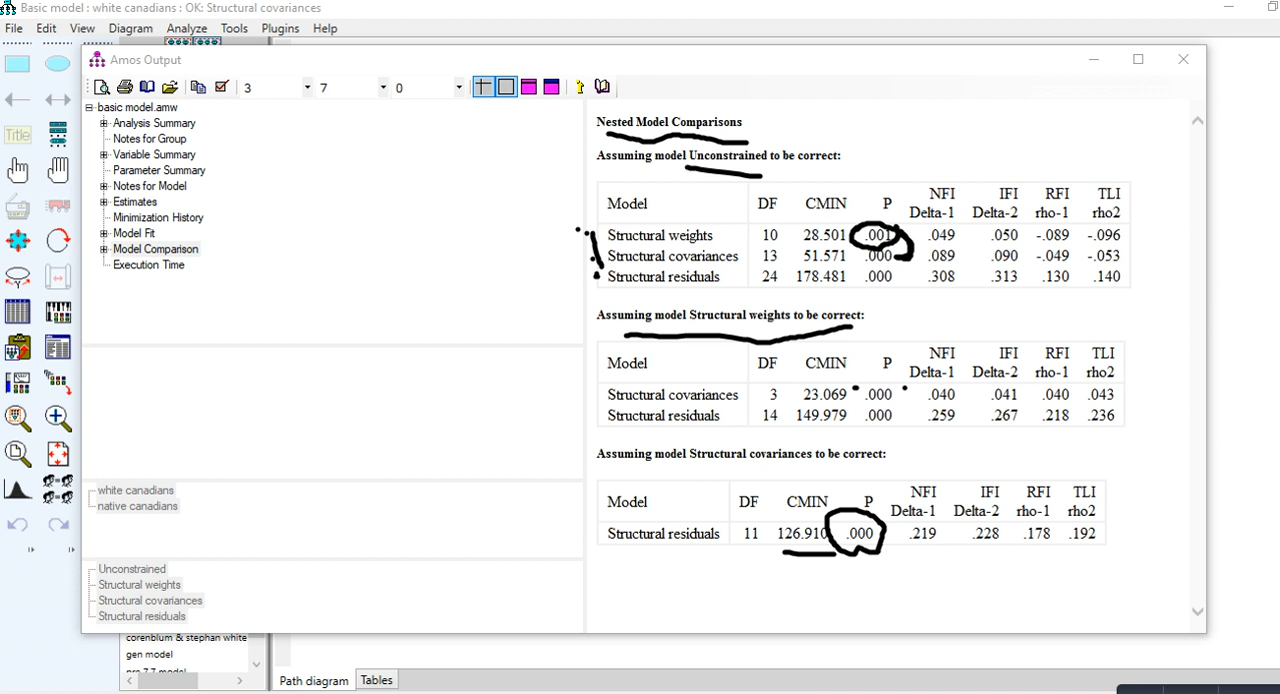 Basic model : white canadians : OK: Structural covariances
File Edit View Diagram Analyze Tools Plugins Help
Amos Output
Title
3 7 0
basic model.amw
Analysis Summary
Notes for Group
Variable Summary
Parameter Summary
Notes for Model
Estimates
Minimization History
Model Fit
Model Comparison
Execution Time
white canadians
native canadians
Unconstrained
Structural weights
Structural covariances
Structural residuals
Nested Model Comparisons
Assuming model Unconstrained to be correct:
Model DF CMIN P NFI Delta-1 IFI Delta-2 RFI rho-1 TLI rho2
Structural weights 10 28.501 .001 .049 .050 -.089 -.096
Structural covariances 13 51.571 .000 .089 .090 -.049 -.053
Structural residuals 24 178.481 .000 .308 .313 .130 .140
Assuming model Structural weights to be correct:
Model DF CMIN P NFI Delta-1 IFI Delta-2 RFI rho-1 TLI rho2
Structural covariances 3 23.069 .000 .040 .041 .040 .043
Structural residuals 14 149.979 .000 .259 .267 .218 .236
Assuming model Structural covariances to be correct:
Model DF CMIN P NFI Delta-1 IFI Delta-2 RFI rho-1 TLI rho2
Structural residuals 11 126.910 .000 .219 .228 .178 .192
corenblum & stephan white
gen model
Path diagram Tables